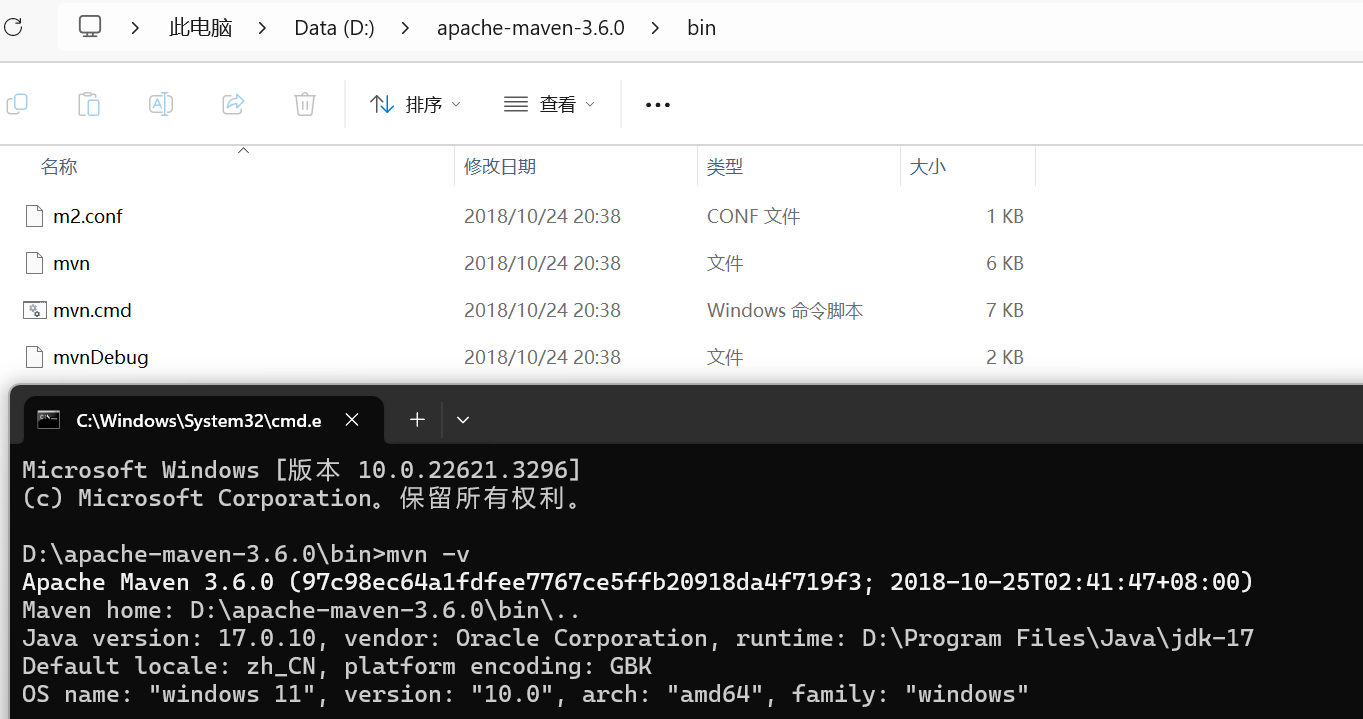 此电脑 > Data (D:) > apache-maven-3.6.0 > bin
排序 查看 ...
名称 修改日期 类型 大小
m2.conf 2018/10/24 20:38 CONF 文件 1 KB
mvn 2018/10/24 20:38 文件 6 KB
mvn.cmd 2018/10/24 20:38 Windows 命令脚本 7 KB
mvnDebug 2018/10/24 20:38 文件 2 KB
C:\Windows\System32\cmd.e
Microsoft Windows [版本 10.0.22621.3296]
(c) Microsoft Corporation。保留所有权利。
D:\apache-maven-3.6.0\bin>mvn -v
Apache Maven 3.6.0 (97c98ec64a1fdfee7767ce5ffb20918da4f719f3; 2018-10-25T02:41:47+08:00)
Maven home: D:\apache-maven-3.6.0\bin\..
Java version: 17.0.10, vendor: Oracle Corporation, runtime: D:\Program Files\Java\jdk-17
Default locale: zh_CN, platform encoding: GBK
OS name: "windows 11", version: "10.0", arch: "amd64", family: "windows"